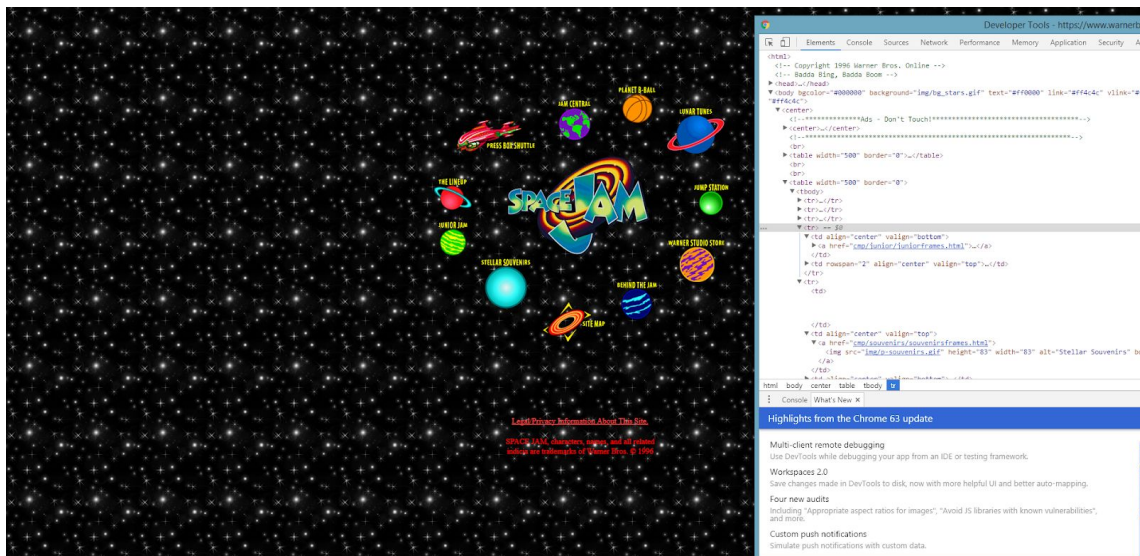 PLANET B-BALL
JAM CENTRAL
LUNAR TUNES
PRESS BOX SHUTTLE
THE LINEUP
JUMP STATION
SPACE JAM
JUNIOR JAM
WARNER STUDIO STORE
STELLAR SOUVENIRS
BEHIND THE JAM
SITE MAP
Legal/Privacy Information About This Site.
SPACE JAM, characters, names, and all related
indicia are trademarks of Warner Bros. © 1996
Developer Tools - https://www.warnerb
Elements Console Sources Network Performance Memory Application Security A
<html>
<!-- Copyright 1996 Warner Bros. Online -->
<!-- Badda Bing, Badda Boom -->
▶<head>…</head>
▼<body bgcolor="#000000" background="img/bg_stars.gif" text="#ff0000" link="#ff4c4c" vlink="#
"#ff4c4c">
▼<center>
<!--**************Ads - Don't Touch!************************************-->
▶<center>…</center>
<!--********************************************************************-->
<br>
▶<table width="500" border="0">…</table>
<br>
<br>
▼<table width="500" border="0">
▼<tbody>
▶<tr>…</tr>
▶<tr>…</tr>
▶<tr>…</tr>
▼<tr> == $0
▼<td align="center" valign="bottom">
▶<a href="cmp/junior/juniorframes.html">…</a>
</td>
▶<td rowspan="2" align="center" valign="top">…</td>
</tr>
▼<tr>
<td>
</td>
▼<td align="center" valign="top">
▼<a href="cmp/souvenirs/souvenirsframes.html">
<img src="img/p-souvenirs.gif" height="83" width="83" alt="Stellar Souvenirs" bo
</a>
</td>
▶<td align="center" valign="bottom">…</td>
html body center table tbody tr
Console What's New ×
Highlights from the Chrome 63 update
Multi-client remote debugging
Use DevTools while debugging your app from an IDE or testing framework.
Workspaces 2.0
Save changes made in DevTools to disk, now with more helpful UI and better auto-mapping.
Four new audits
Including "Appropriate aspect ratios for images", "Avoid JS libraries with known vulnerabilities",
and more.
Custom push notifications
Simulate push notifications with custom data.